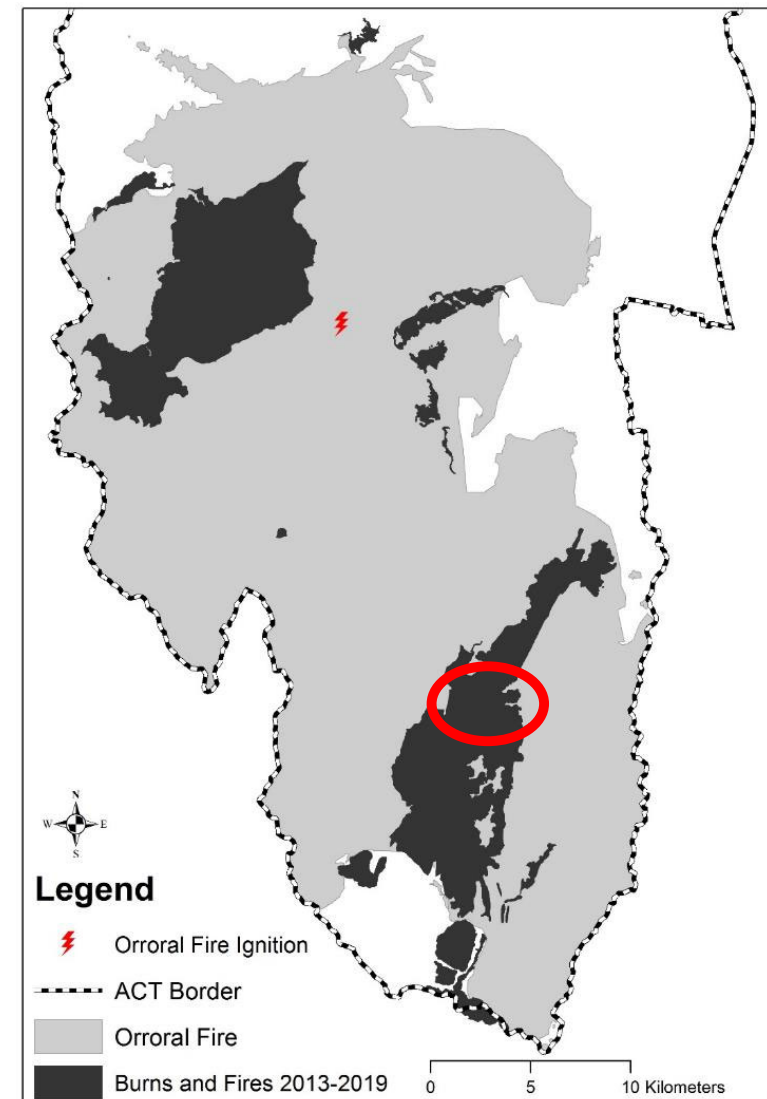 N
W E
S
Legend
Orroral Fire Ignition
ACT Border
Orroral Fire
Burns and Fires 2013-2019
0 5 10 Kilometers